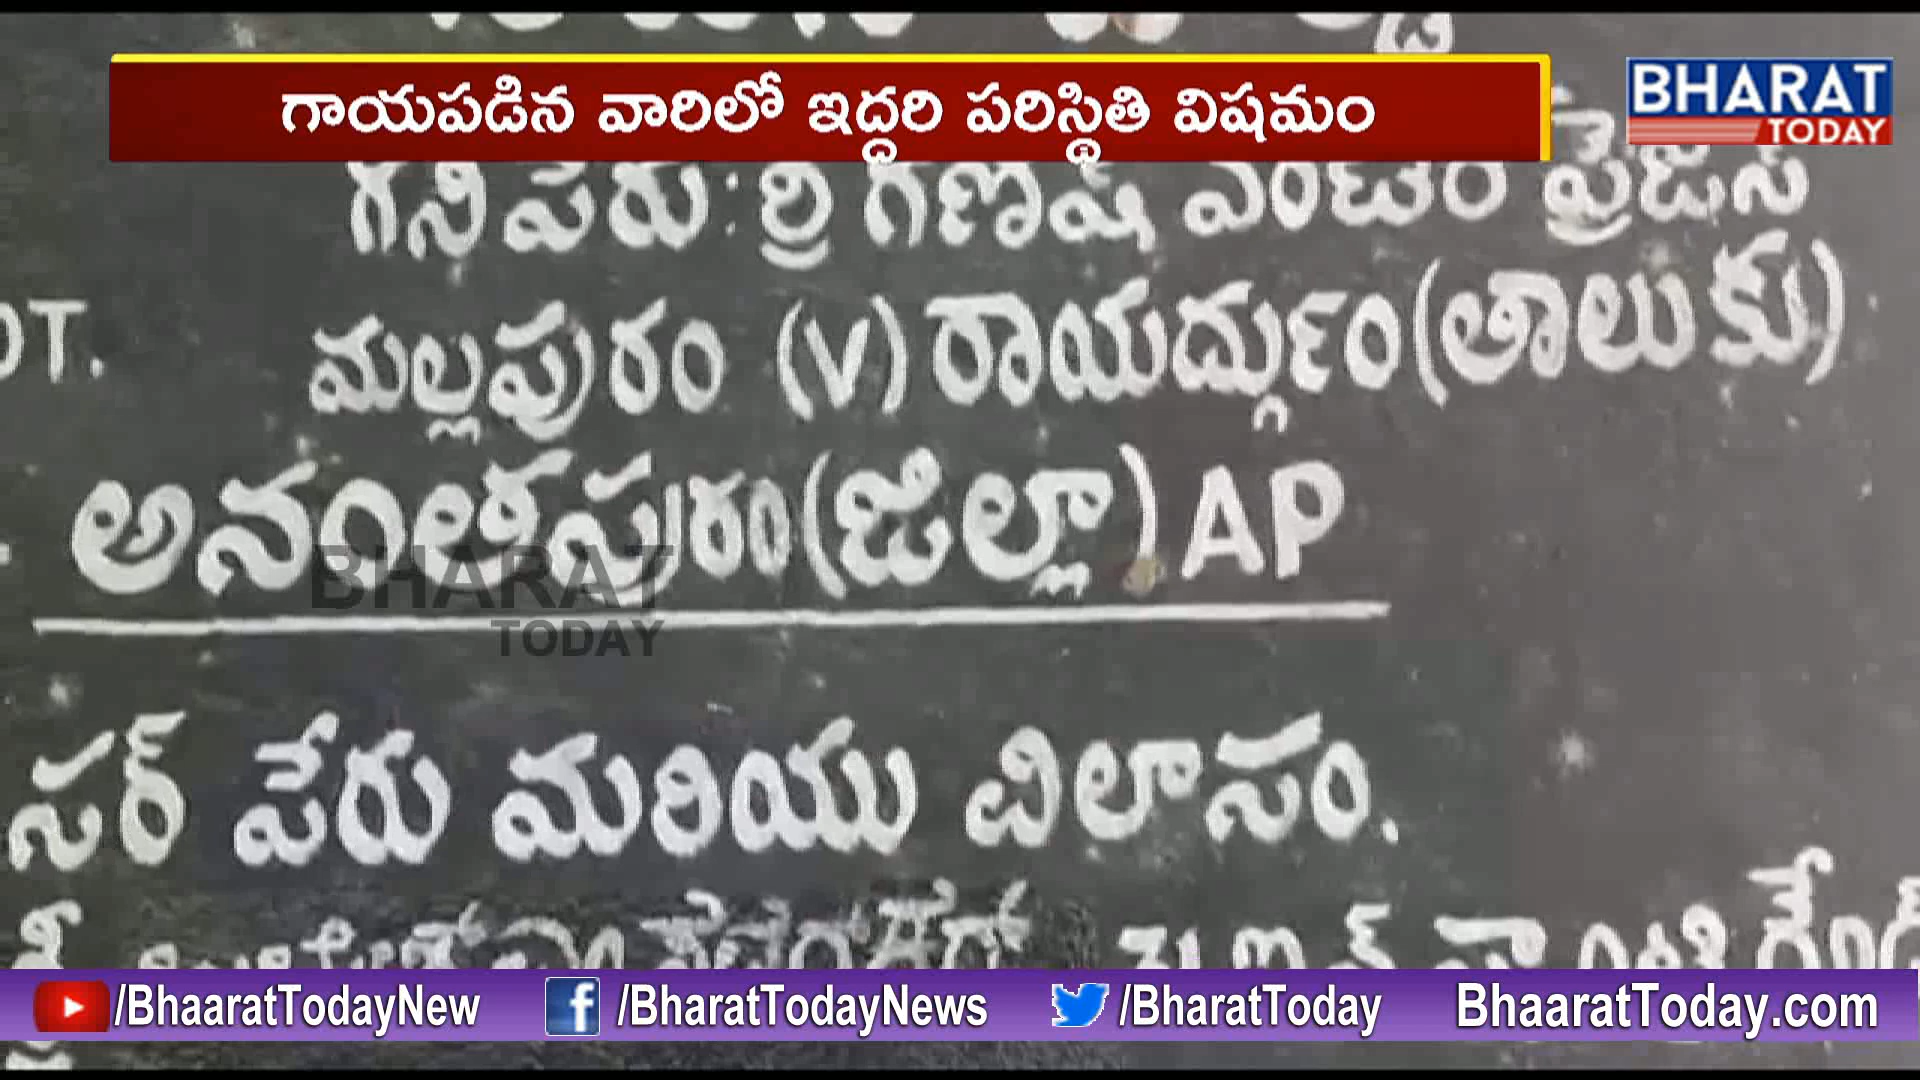 గాయపడిన వారిలో ఇద్దరి పరిస్థితి విషమం
BHARAT
TODAY
గనిపేరు: శ్రీ గణేష్ ఎంటర్ ప్రైజెస్
DT.
మల్లపురం (V) రాయదుర్గం (తాలుకు)
అనంతపురం (జిల్లా) AP
BHARAT
TODAY
సర్ పేరు మరియు విలాసం.
/BhaaratTodayNew /BharatTodayNews /BharatToday BhaaratToday.com